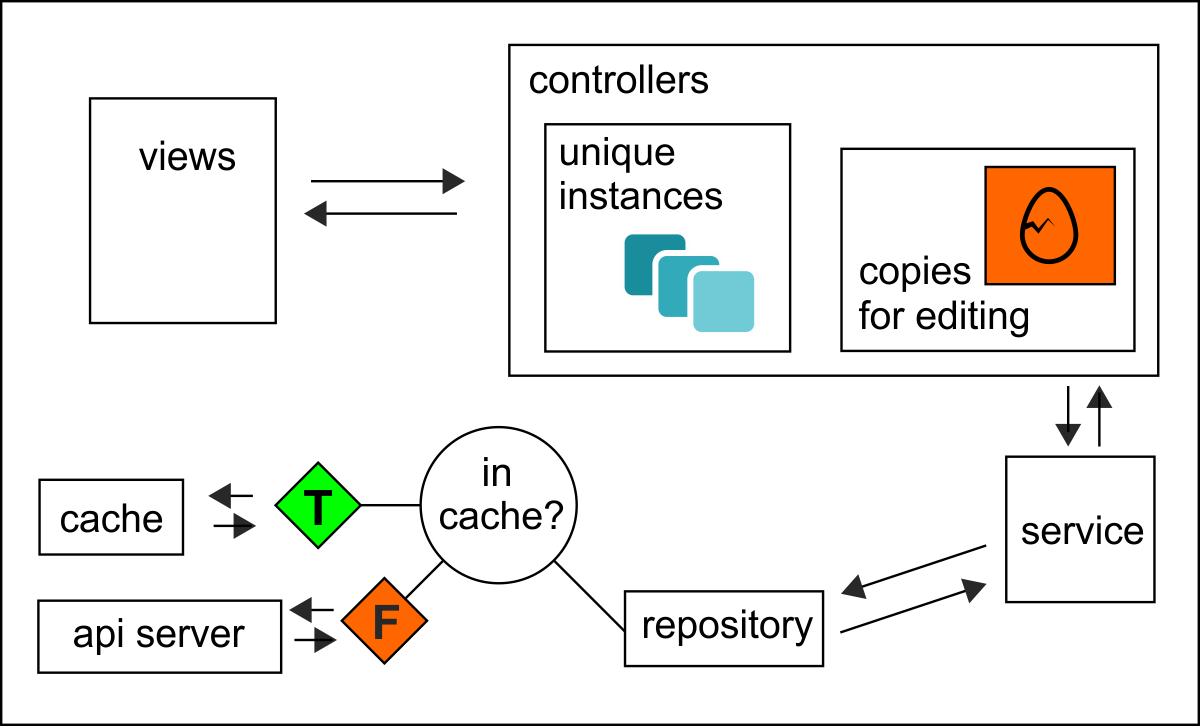 controllers
views
unique
instances
copies
for editing
in
cache?
T
cache
service
F
api server
repository